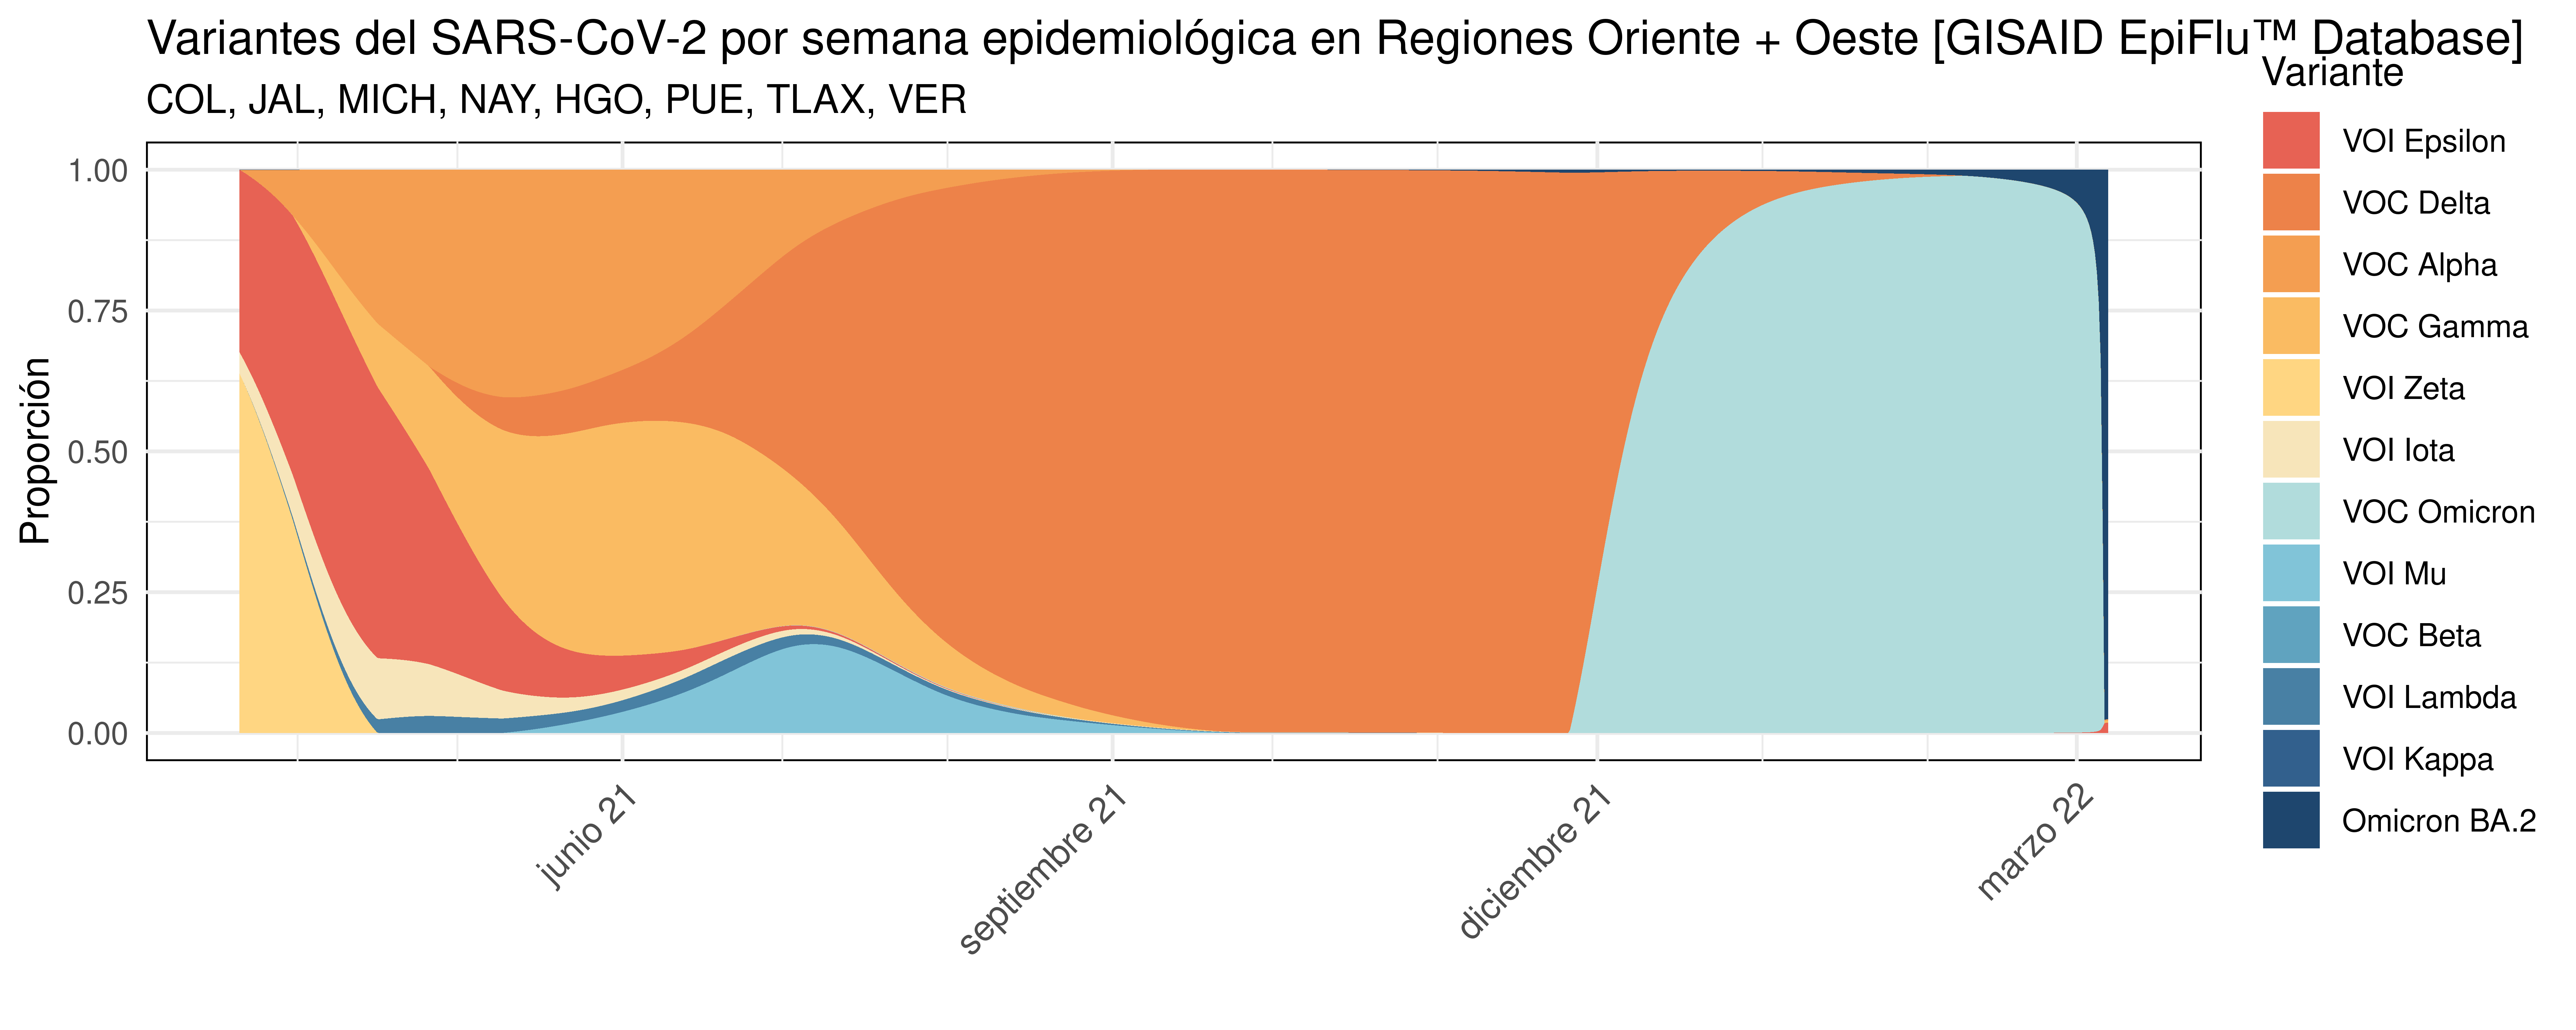 Variantes del SARS-CoV-2 por semana epidemiológica en Regiones Oriente + Oeste [GISAID EpiFlu™ Database]
COL, JAL, MICH, NAY, HGO, PUE, TLAX, VER
Proporción
1.00
0.75
0.50
0.25
0.00
junio 21
septiembre 21
diciembre 21
marzo 22
Variante
VOI Epsilon
VOC Delta
VOC Alpha
VOC Gamma
VOI Zeta
VOI Iota
VOC Omicron
VOI Mu
VOC Beta
VOI Lambda
VOI Kappa
Omicron BA.2